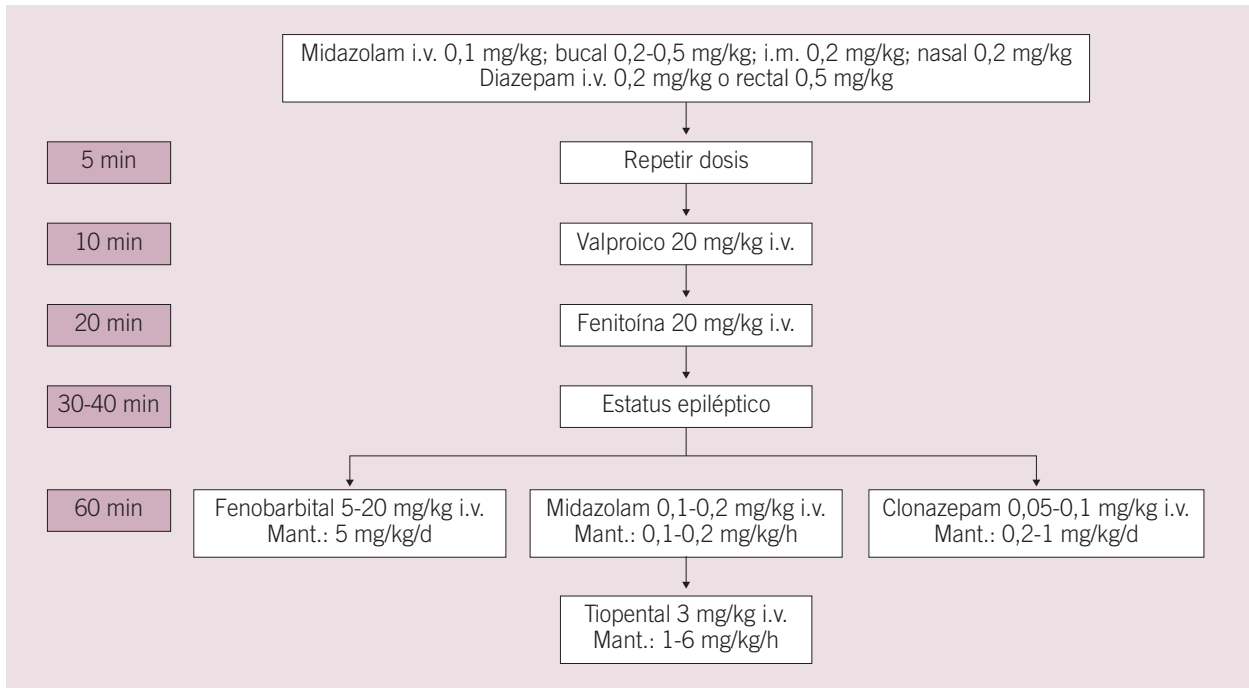 Midazolam i.v. 0,1 mg/kg; bucal 0,2-0,5 mg/kg; i.m. 0,2 mg/kg; nasal 0,2 mg/kg
Diazepam i.v. 0,2 mg/kg o rectal 0,5 mg/kg
5 min
Repetir dosis
10 min
Valproico 20 mg/kg i.v.
20 min
Fenitoína 20 mg/kg i.v.
30-40 min
Estatus epiléptico
60 min
Fenobarbital 5-20 mg/kg i.v.
Mant.: 5 mg/kg/d
Midazolam 0,1-0,2 mg/kg i.v.
Mant.: 0,1-0,2 mg/kg/h
Clonazepam 0,05-0,1 mg/kg i.v.
Mant.: 0,2-1 mg/kg/d
Tiopental 3 mg/kg i.v.
Mant.: 1-6 mg/kg/h